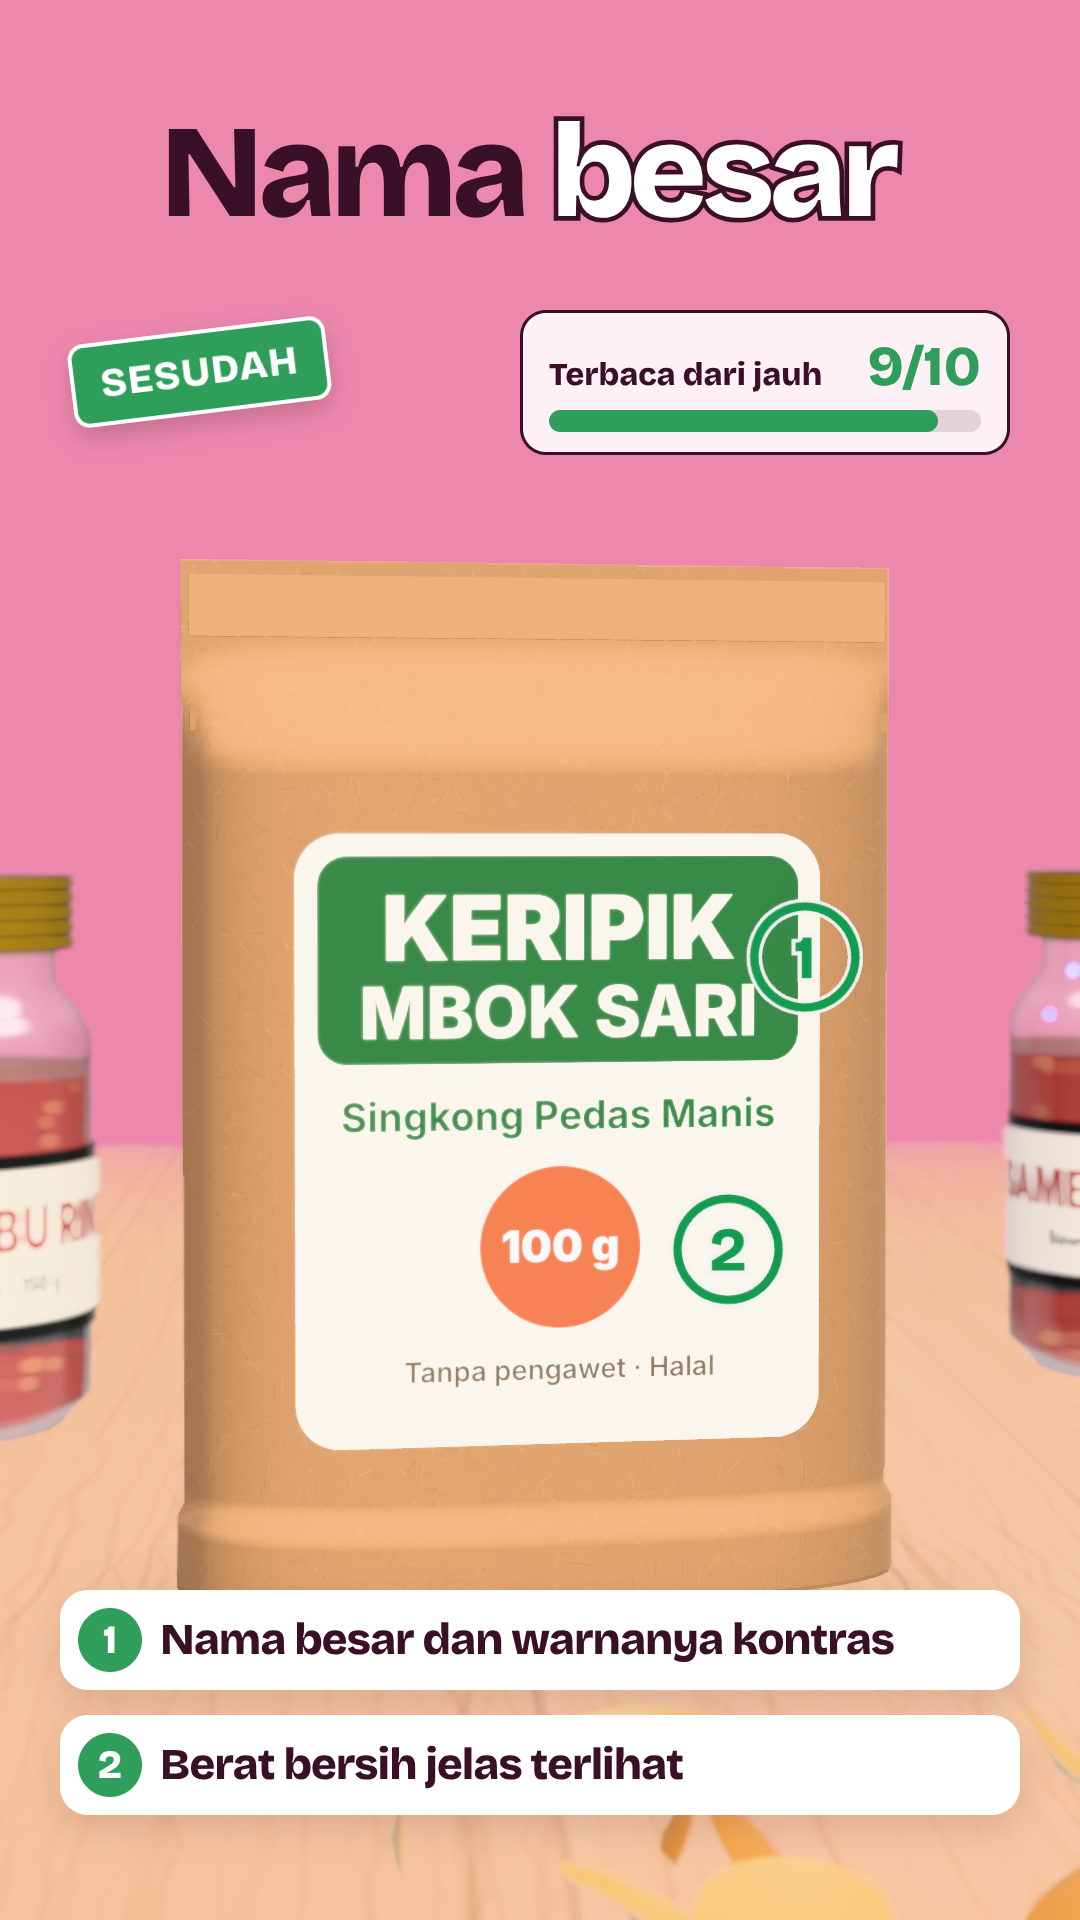 Nama besar
SESUDAH
Terbaca dari jauh 9/10
KERIPIK
MBOK SARI
1
Singkong Pedas Manis
100 g
2
Tanpa pengawet · Halal
1 Nama besar dan warnanya kontras
2 Berat bersih jelas terlihat